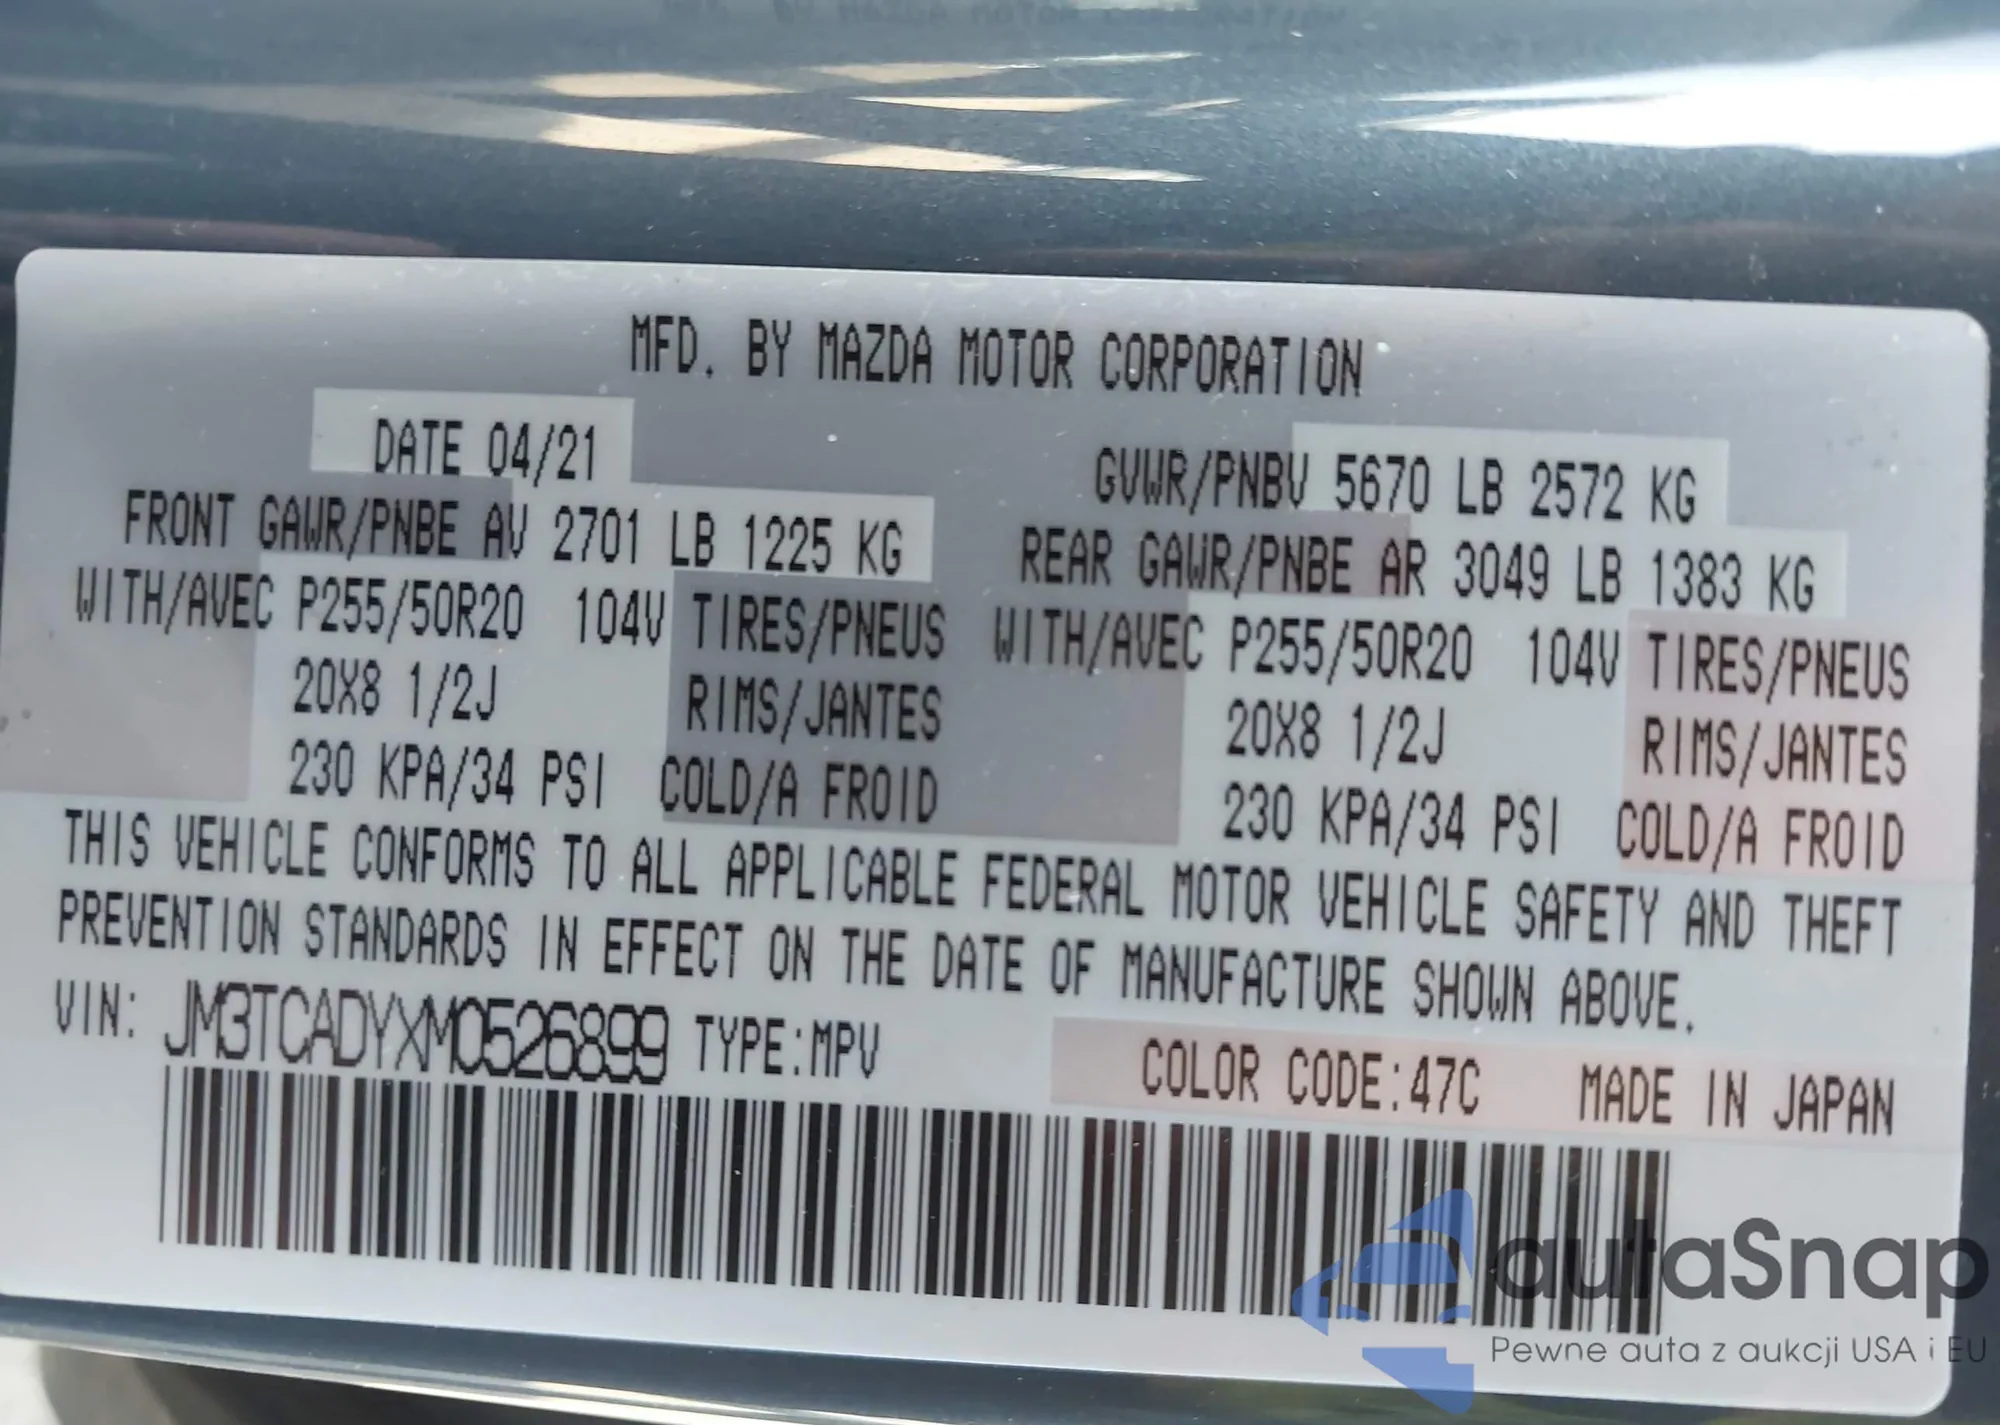 MFD. BY MAZDA MOTOR CORPORATION
DATE 04/21
GVWR/PNBV 5670 LB 2572 KG
FRONT GAWR/PNBE AV 2701 LB 1225 KG
REAR GAWR/PNBE AR 3049 LB 1383 KG
WITH/AVEC P255/50R20 104V TIRES/PNEUS
WITH/AVEC P255/50R20 104V TIRES/PNEUS
20X8 1/2J RIMS/JANTES
20X8 1/2J RIMS/JANTES
230 KPA/34 PSI COLD/A FROID
230 KPA/34 PSI COLD/A FROID
THIS VEHICLE CONFORMS TO ALL APPLICABLE FEDERAL MOTOR VEHICLE SAFETY AND THEFT
PREVENTION STANDARDS IN EFFECT ON THE DATE OF MANUFACTURE SHOWN ABOVE.
VIN: JM3TCADYXM0526899 TYPE:MPV COLOR CODE:47C MADE IN JAPAN
autaSnap
Pewne auta z aukcji USA i EU